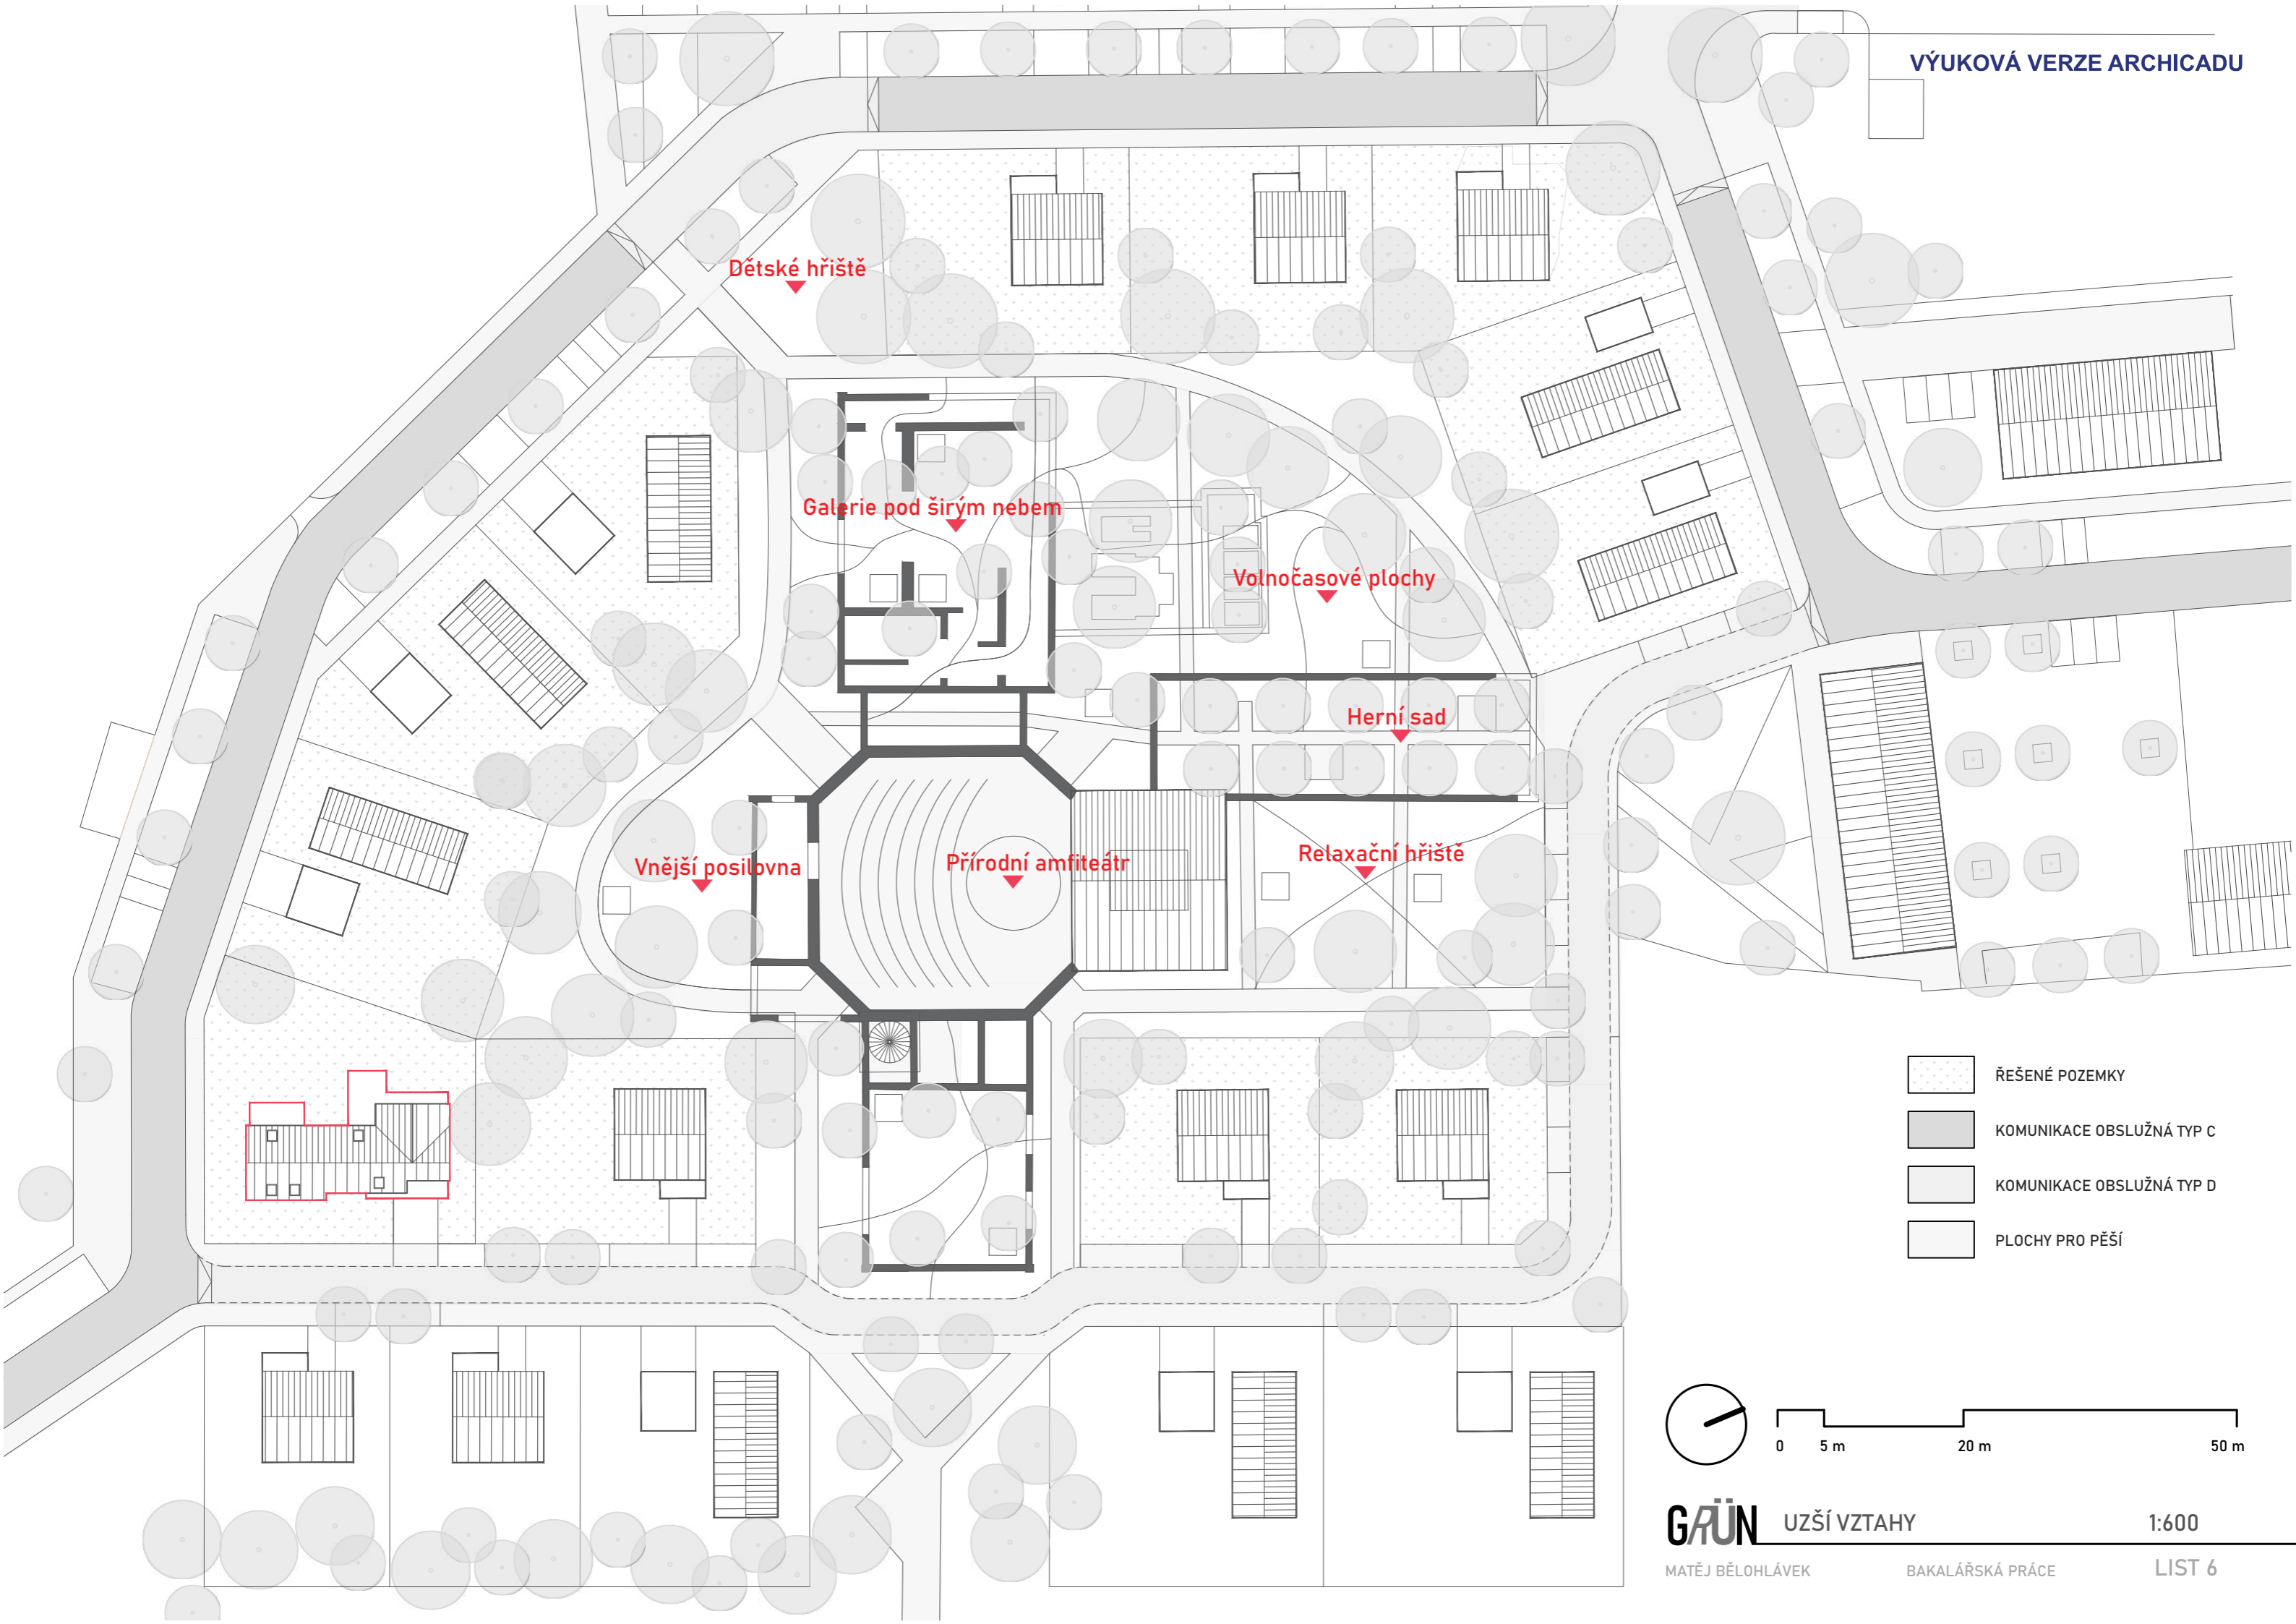 VÝUKOVÁ VERZE ARCHICADU
Dětské hřiště
Galerie pod širým nebem
Volnočasové plochy
Herní sad
Vnější posilovna
Přírodní amfiteátr
Relaxační hřiště
ŘEŠENÉ POZEMKY
KOMUNIKACE OBSLUŽNÁ TYP C
KOMUNIKACE OBSLUŽNÁ TYP D
PLOCHY PRO PĚŠÍ
0 5 m 20 m 50 m
GRÜN UZŠÍ VZTAHY 1:600
MATĚJ BĚLOHLÁVEK BAKALÁŘSKÁ PRÁCE LIST 6